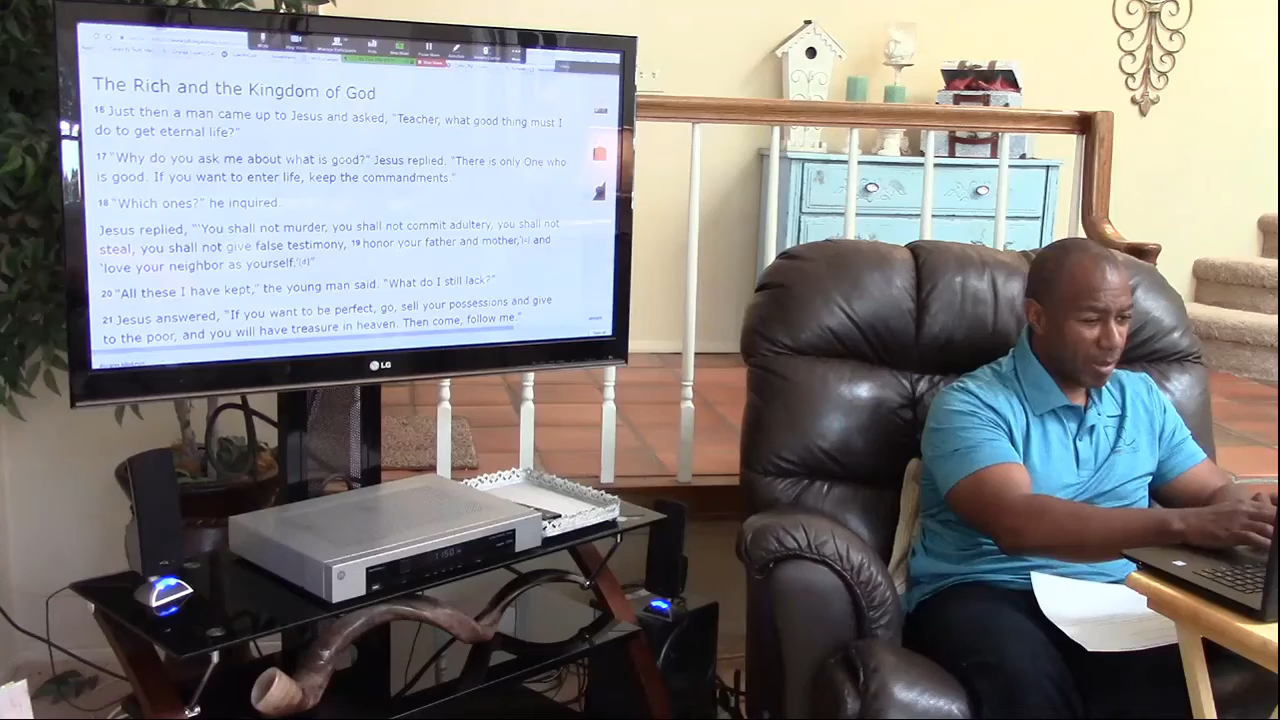 The Rich and the Kingdom of God
16 Just then a man came up to Jesus and asked, “Teacher, what good thing must I
do to get eternal life?”
17 “Why do you ask me about what is good?” Jesus replied. “There is only One who
is good. If you want to enter life, keep the commandments.”
18 “Which ones?” he inquired.
Jesus replied, “‘You shall not murder, you shall not commit adultery, you shall not
steal, you shall not give false testimony, 19 honor your father and mother,’[c] and
‘love your neighbor as yourself.’[d]”
20 “All these I have kept,” the young man said. “What do I still lack?”
21 Jesus answered, “If you want to be perfect, go, sell your possessions and give
to the poor, and you will have treasure in heaven. Then come, follow me.”
LG